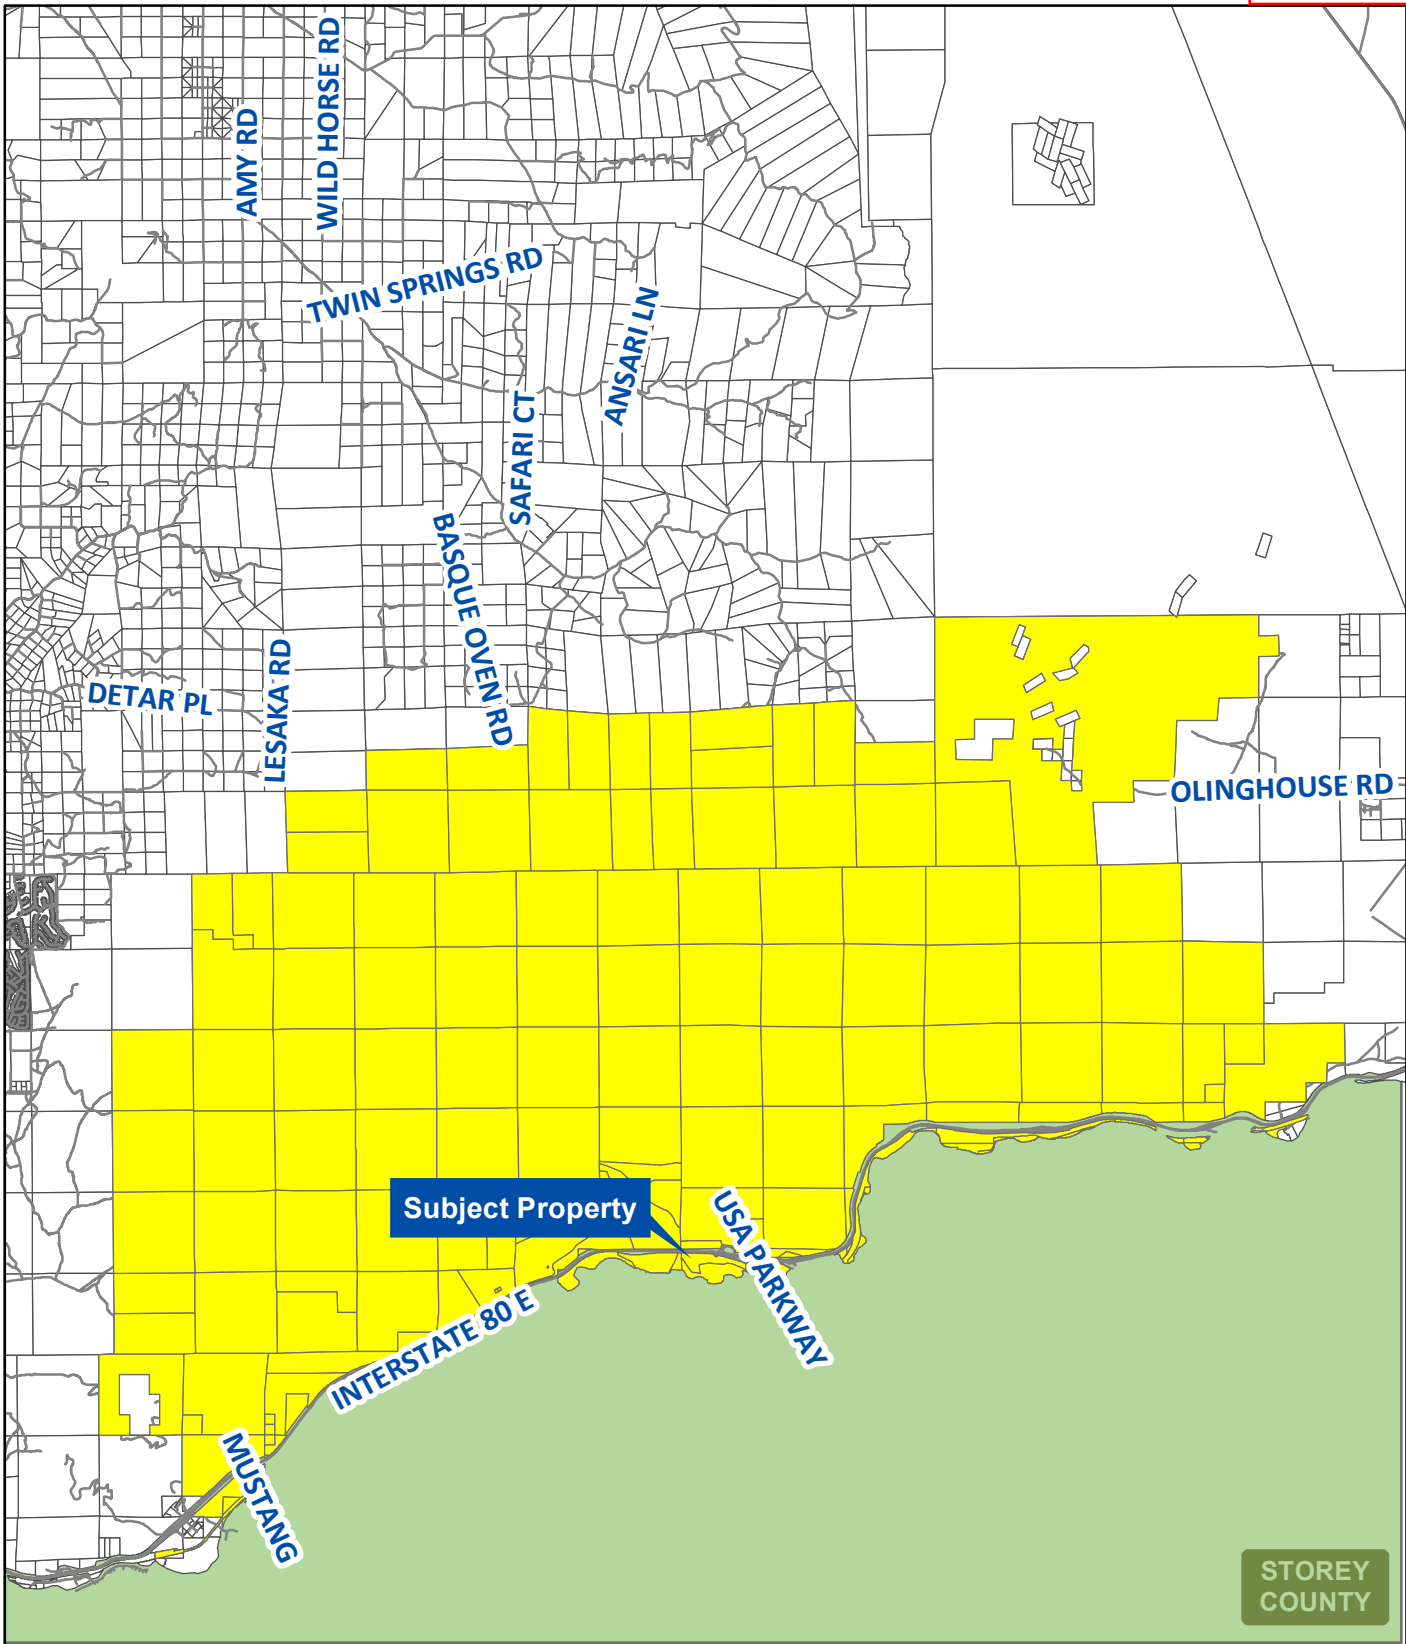 WILD HORSE RD
AMY RD
TWIN SPRINGS RD
ANSARI LN
SAFARI CT
BASQUE OVEN RD
LESAKA RD
DETAR PL
OLINGHOUSE RD
Subject Property
USA PARKWAY
INTERSTATE 80 E
MUSTANG
STOREY
COUNTY